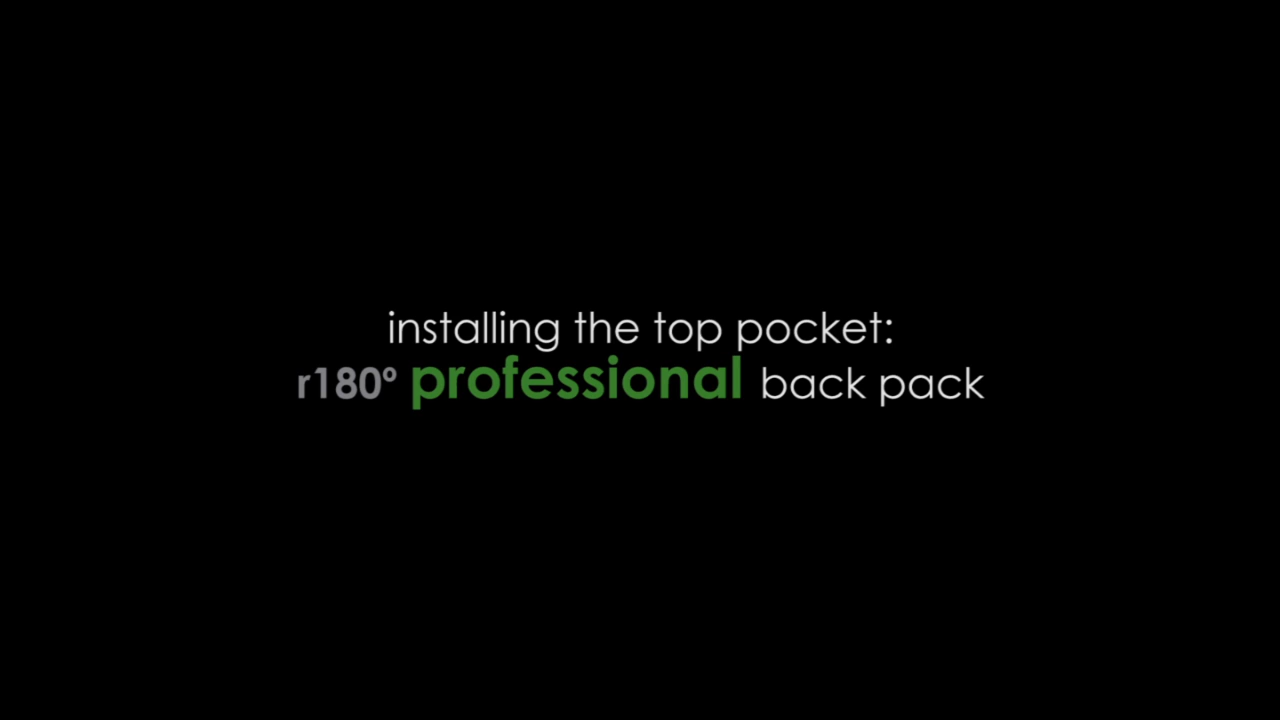 installing the top pocket:
r180º professional back pack